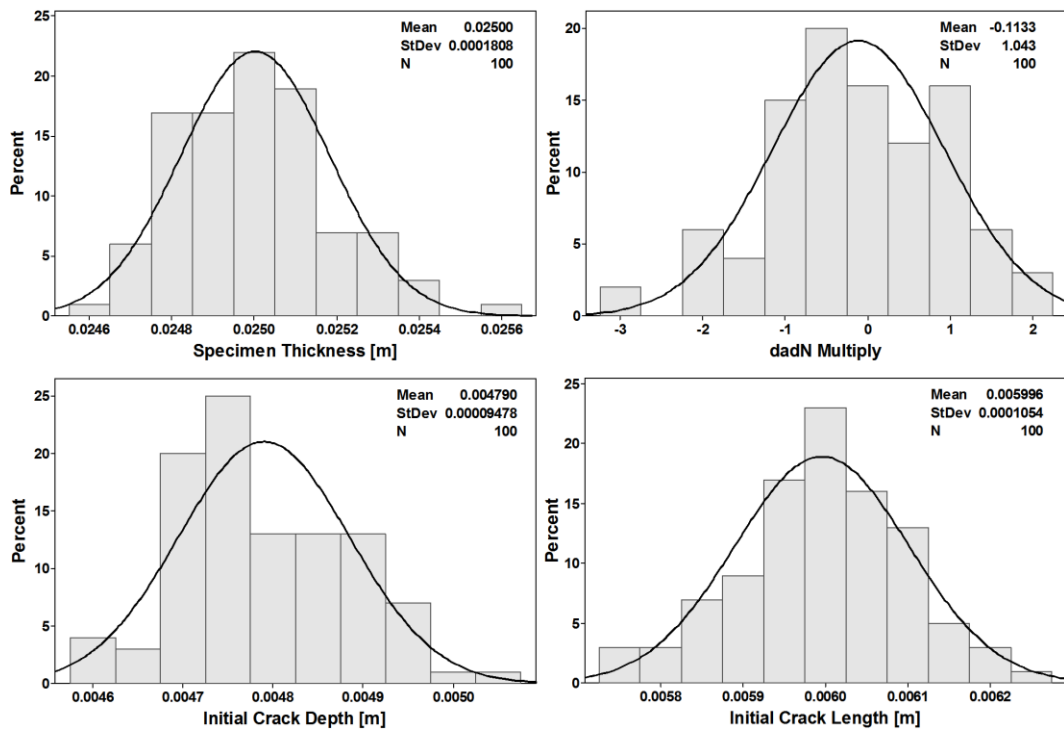 25
20
15
10
5
0
Percent
Mean 0.02500
StDev 0.0001808
N 100
0.0246 0.0248 0.0250 0.0252 0.0254 0.0256
Specimen Thickness [m]
20
15
10
5
0
Percent
Mean -0.1133
StDev 1.043
N 100
-3 -2 -1 0 1 2
dadN Multiply
25
20
15
10
5
0
Percent
Mean 0.004790
StDev 0.00009478
N 100
0.0046 0.0047 0.0048 0.0049 0.0050
Initial Crack Depth [m]
25
20
15
10
5
0
Percent
Mean 0.005996
StDev 0.0001054
N 100
0.0058 0.0059 0.0060 0.0061 0.0062
Initial Crack Length [m]